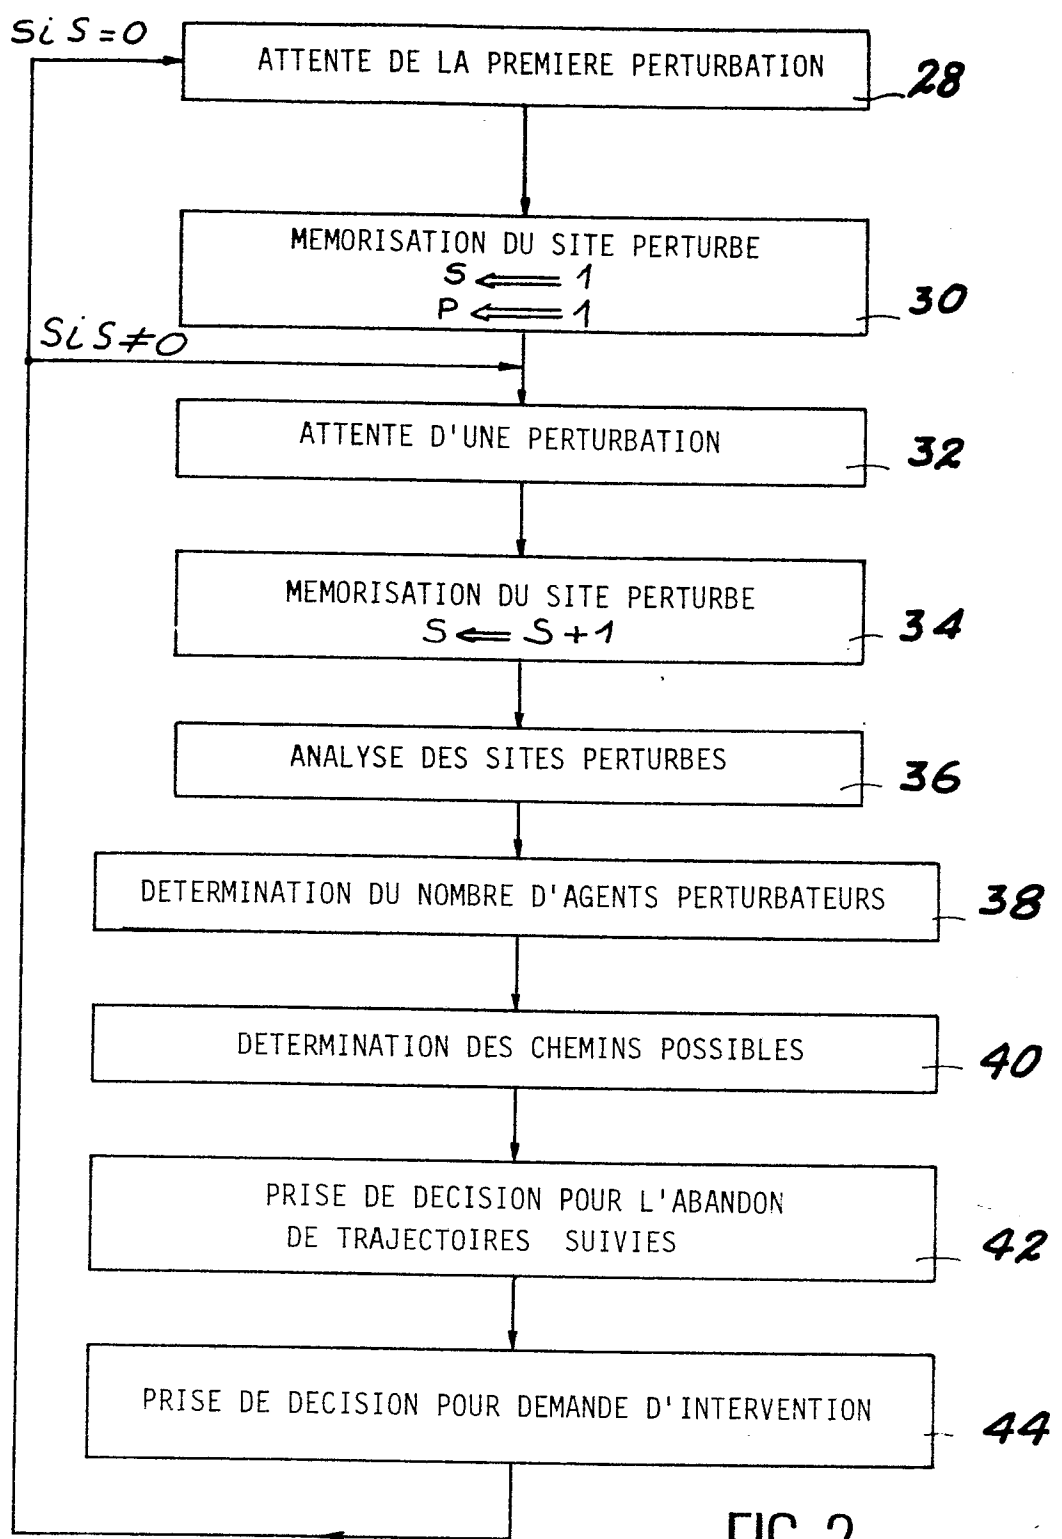 Si S=0
ATTENTE DE LA PREMIERE PERTURBATION
28
MEMORISATION DU SITE PERTURBE
S ⟸ 1
P ⟸ 1
30
Si S≠0
ATTENTE D'UNE PERTURBATION
32
MEMORISATION DU SITE PERTURBE
S ⟸ S+1
34
ANALYSE DES SITES PERTURBES
36
DETERMINATION DU NOMBRE D'AGENTS PERTURBATEURS
38
DETERMINATION DES CHEMINS POSSIBLES
40
PRISE DE DECISION POUR L'ABANDON
DE TRAJECTOIRES SUIVIES
42
PRISE DE DECISION POUR DEMANDE D'INTERVENTION
44
FIG. 2